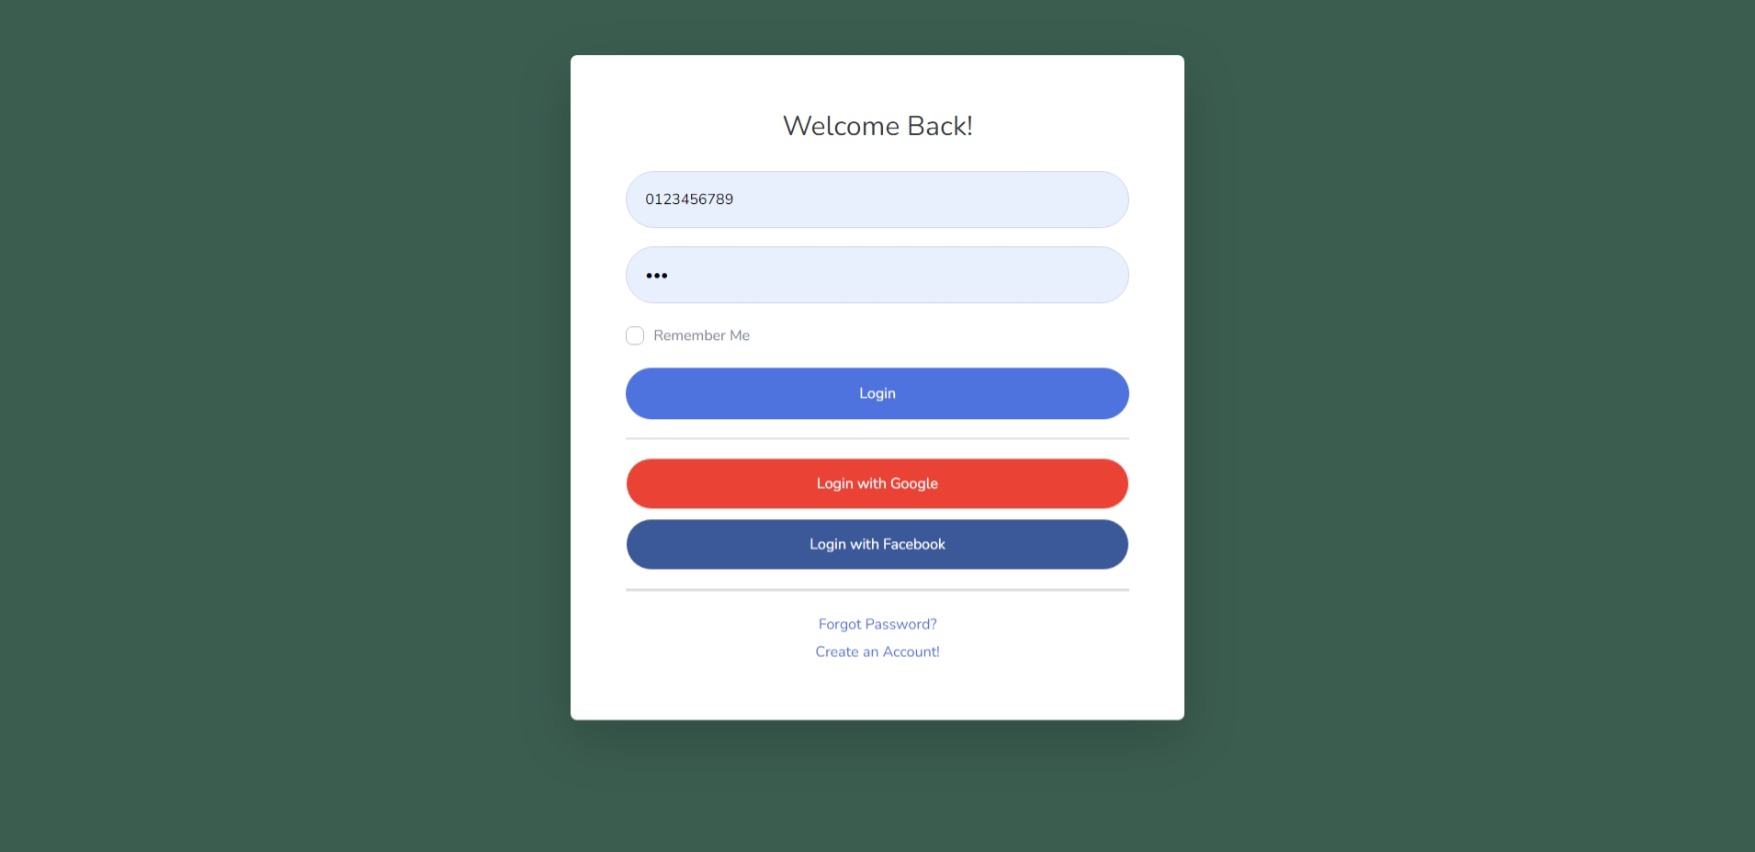 Welcome Back!
0123456789
•••
Remember Me
Login
Login with Google
Login with Facebook
Forgot Password?
Create an Account!